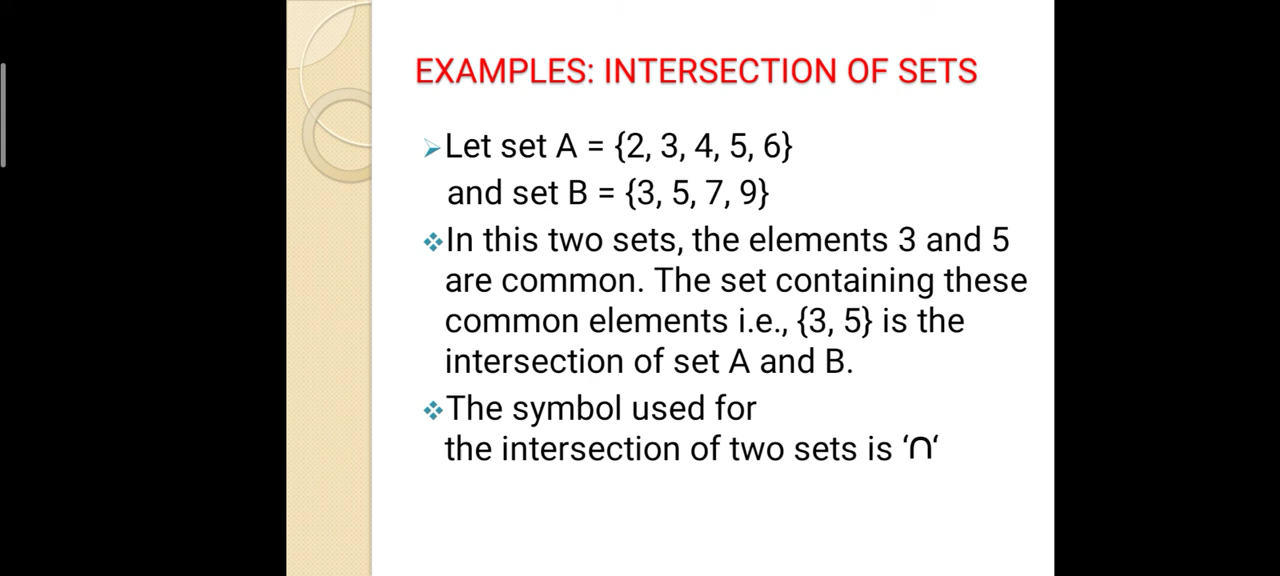 EXAMPLES: INTERSECTION OF SETS
Let set A = {2, 3, 4, 5, 6}
and set B = {3, 5, 7, 9}
In this two sets, the elements 3 and 5
are common. The set containing these
common elements i.e., {3, 5} is the
intersection of set A and B.
The symbol used for
the intersection of two sets is ‘∩‘